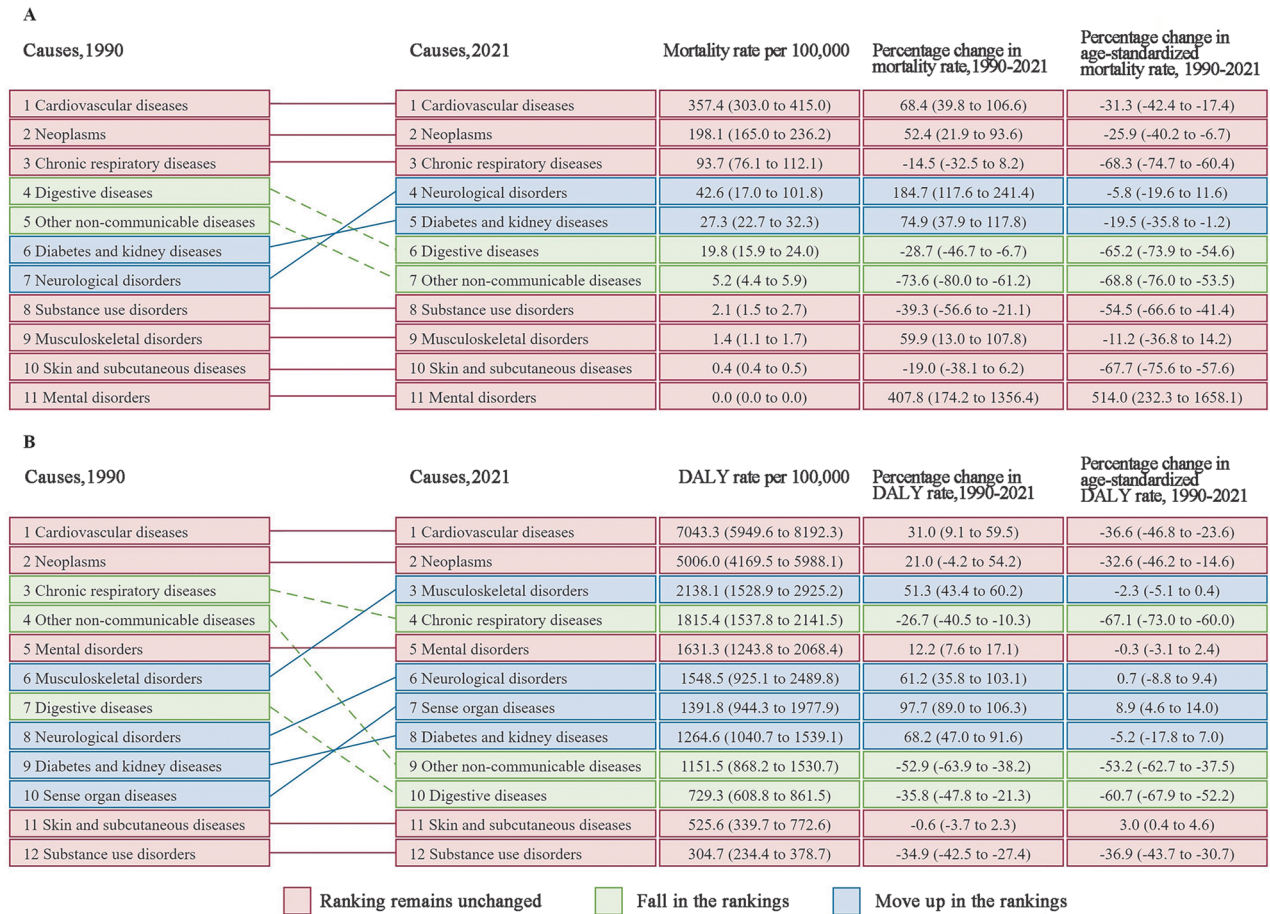 A
Causes,1990
Causes,2021
Mortality rate per 100,000
Percentage change in
mortality rate,1990-2021
Percentage change in
age-standardized
mortality rate, 1990-2021
1 Cardiovascular diseases 1 Cardiovascular diseases 357.4 (303.0 to 415.0) 68.4 (39.8 to 106.6) -31.3 (-42.4 to -17.4)
2 Neoplasms 2 Neoplasms 198.1 (165.0 to 236.2) 52.4 (21.9 to 93.6) -25.9 (-40.2 to -6.7)
3 Chronic respiratory diseases 3 Chronic respiratory diseases 93.7 (76.1 to 112.1) -14.5 (-32.5 to 8.2) -68.3 (-74.7 to -60.4)
4 Digestive diseases 4 Neurological disorders 42.6 (17.0 to 101.8) 184.7 (117.6 to 241.4) -5.8 (-19.6 to 11.6)
5 Other non-communicable diseases 5 Diabetes and kidney diseases 27.3 (22.7 to 32.3) 74.9 (37.9 to 117.8) -19.5 (-35.8 to -1.2)
6 Diabetes and kidney diseases 6 Digestive diseases 19.8 (15.9 to 24.0) -28.7 (-46.7 to -6.7) -65.2 (-73.9 to -54.6)
7 Neurological disorders 7 Other non-communicable diseases 5.2 (4.4 to 5.9) -73.6 (-80.0 to -61.2) -68.8 (-76.0 to -53.5)
8 Substance use disorders 8 Substance use disorders 2.1 (1.5 to 2.7) -39.3 (-56.6 to -21.1) -54.5 (-66.6 to -41.4)
9 Musculoskeletal disorders 9 Musculoskeletal disorders 1.4 (1.1 to 1.7) 59.9 (13.0 to 107.8) -11.2 (-36.8 to 14.2)
10 Skin and subcutaneous diseases 10 Skin and subcutaneous diseases 0.4 (0.4 to 0.5) -19.0 (-38.1 to 6.2) -67.7 (-75.6 to -57.6)
11 Mental disorders 11 Mental disorders 0.0 (0.0 to 0.0) 407.8 (174.2 to 1356.4) 514.0 (232.3 to 1658.1)
B
Causes,1990
Causes,2021
DALY rate per 100,000
Percentage change in
DALY rate,1990-2021
Percentage change in
age-standardized
DALY rate, 1990-2021
1 Cardiovascular diseases 1 Cardiovascular diseases 7043.3 (5949.6 to 8192.3) 31.0 (9.1 to 59.5) -36.6 (-46.8 to -23.6)
2 Neoplasms 2 Neoplasms 5006.0 (4169.5 to 5988.1) 21.0 (-4.2 to 54.2) -32.6 (-46.2 to -14.6)
3 Chronic respiratory diseases 3 Musculoskeletal disorders 2138.1 (1528.9 to 2925.2) 51.3 (43.4 to 60.2) -2.3 (-5.1 to 0.4)
4 Other non-communicable diseases 4 Chronic respiratory diseases 1815.4 (1537.8 to 2141.5) -26.7 (-40.5 to -10.3) -67.1 (-73.0 to -60.0)
5 Mental disorders 5 Mental disorders 1631.3 (1243.8 to 2068.4) 12.2 (7.6 to 17.1) -0.3 (-3.1 to 2.4)
6 Musculoskeletal disorders 6 Neurological disorders 1548.5 (925.1 to 2489.8) 61.2 (35.8 to 103.1) 0.7 (-8.8 to 9.4)
7 Digestive diseases 7 Sense organ diseases 1391.8 (944.3 to 1977.9) 97.7 (89.0 to 106.3) 8.9 (4.6 to 14.0)
8 Neurological disorders 8 Diabetes and kidney diseases 1264.6 (1040.7 to 1539.1) 68.2 (47.0 to 91.6) -5.2 (-17.8 to 7.0)
9 Diabetes and kidney diseases 9 Other non-communicable diseases 1151.5 (868.2 to 1530.7) -52.9 (-63.9 to -38.2) -53.2 (-62.7 to -37.5)
10 Sense organ diseases 10 Digestive diseases 729.3 (608.8 to 861.5) -35.8 (-47.8 to -21.3) -60.7 (-67.9 to -52.2)
11 Skin and subcutaneous diseases 11 Skin and subcutaneous diseases 525.6 (339.7 to 772.6) -0.6 (-3.7 to 2.3) 3.0 (0.4 to 4.6)
12 Substance use disorders 12 Substance use disorders 304.7 (234.4 to 378.7) -34.9 (-42.5 to -27.4) -36.9 (-43.7 to -30.7)
Ranking remains unchanged Fall in the rankings Move up in the rankings